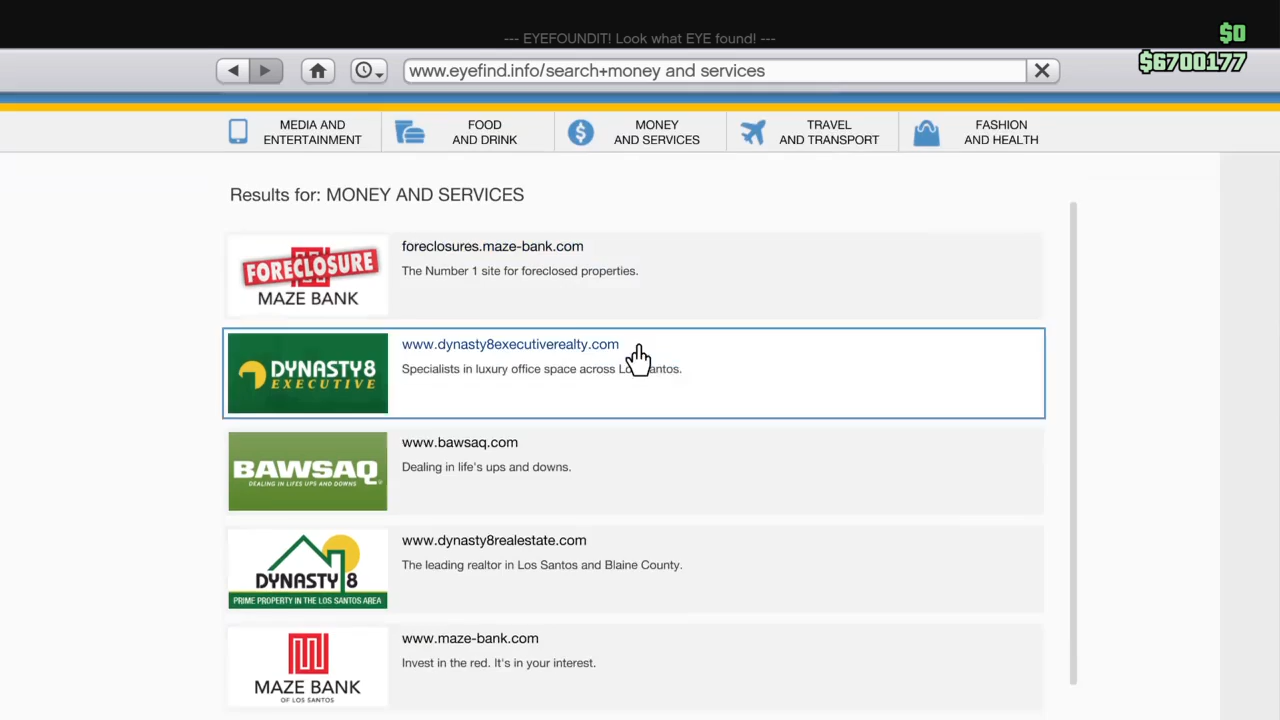 --- EYEFOUNDIT! Look what EYE found! ---
$0
$6700177
www.eyefind.info/search+money and services
MEDIA AND
ENTERTAINMENT
FOOD
AND DRINK
MONEY
AND SERVICES
TRAVEL
AND TRANSPORT
FASHION
AND HEALTH
Results for: MONEY AND SERVICES
FORECLOSURE
MAZE BANK
foreclosures.maze-bank.com
The Number 1 site for foreclosed properties.
DYNASTY 8
EXECUTIVE
www.dynasty8executiverealty.com
Specialists in luxury office space across Los Santos.
BAWSAQ
DEALING IN LIFES UPS AND DOWNS
www.bawsaq.com
Dealing in life's ups and downs.
DYNASTY 8
PRIME PROPERTY IN THE LOS SANTOS AREA
www.dynasty8realestate.com
The leading realtor in Los Santos and Blaine County.
MAZE BANK
OF LOS SANTOS
www.maze-bank.com
Invest in the red. It's in your interest.